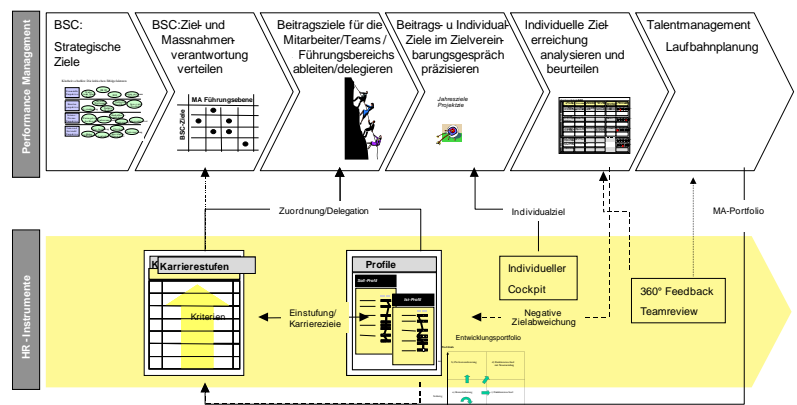 Performance Management
BSC:
Strategische
Ziele
BSC:Ziel- und
Massnahmen-
verantwortung
verteilen
MA Führungsebene
BSC-Ziele
Beitragsziele für die
Mitarbeiter/Teams /
Führungsbereichs
ableiten/delegieren
Beitrags- u Individual-
Ziele im Zielverein-
barungsgespräch
präzisieren
Jahresziele
Projektzie
Individuelle Ziel-
erreichung
analysieren und
beurteilen
Talentmanagement
Laufbahnplanung
Zuordnung/Delegation
Individualziel
MA-Portfolio
HR -Instrumente
Karrierestufen
Kriterien
Einstufung/
Karrierezieie
Profile
Soll-Profil
Ist-Profil
Individueller
Cockpit
Negative
Zielabweichung
360° Feedback
Teamreview
Entwicklungsportfolio